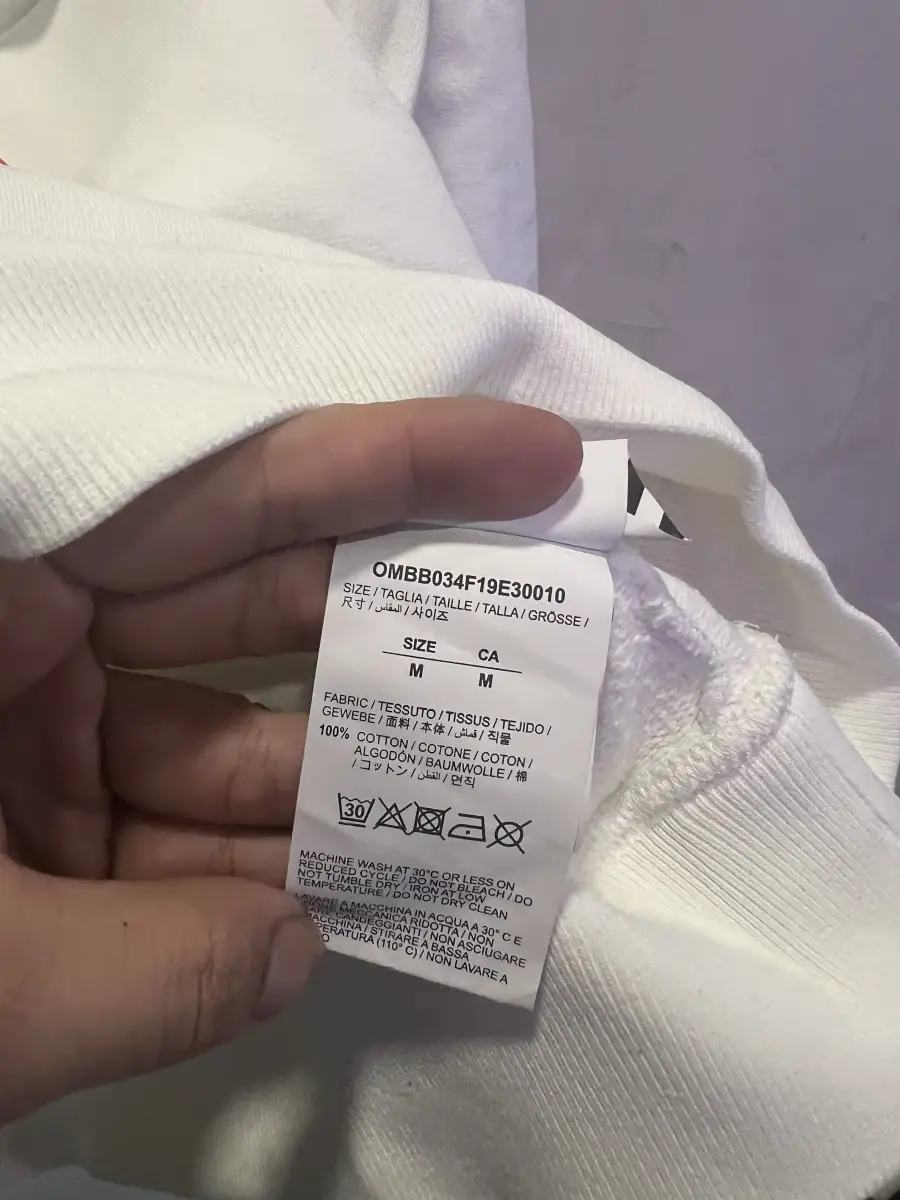 OMBB034F19E30010
SIZE / TAGLIA / TAILLE / TALLA / GRÖSSE /
尺寸 / المقاس / 사이즈
SIZE CA
M M
FABRIC / TESSUTO / TISSUS / TEJIDO /
GEWEBE / 面料 / 本体 / قماش / 직물
100% COTTON / COTONE / COTON /
ALGODÓN / BAUMWOLLE / 棉
/ コットン / القطن / 면직
30
MACHINE WASH AT 30°C OR LESS ON
REDUCED CYCLE / DO NOT BLEACH / DO
NOT TUMBLE DRY / IRON AT LOW
TEMPERATURE / DO NOT DRY CLEAN
LAVARE A MACCHINA IN ACQUA A 30° C E
MECCANICA RIDOTTA / NON
CANDEGGIANTI / NON ASCIUGARE
MACCHINA / STIRARE A BASSA
PERATURA (110° C) / NON LAVARE A